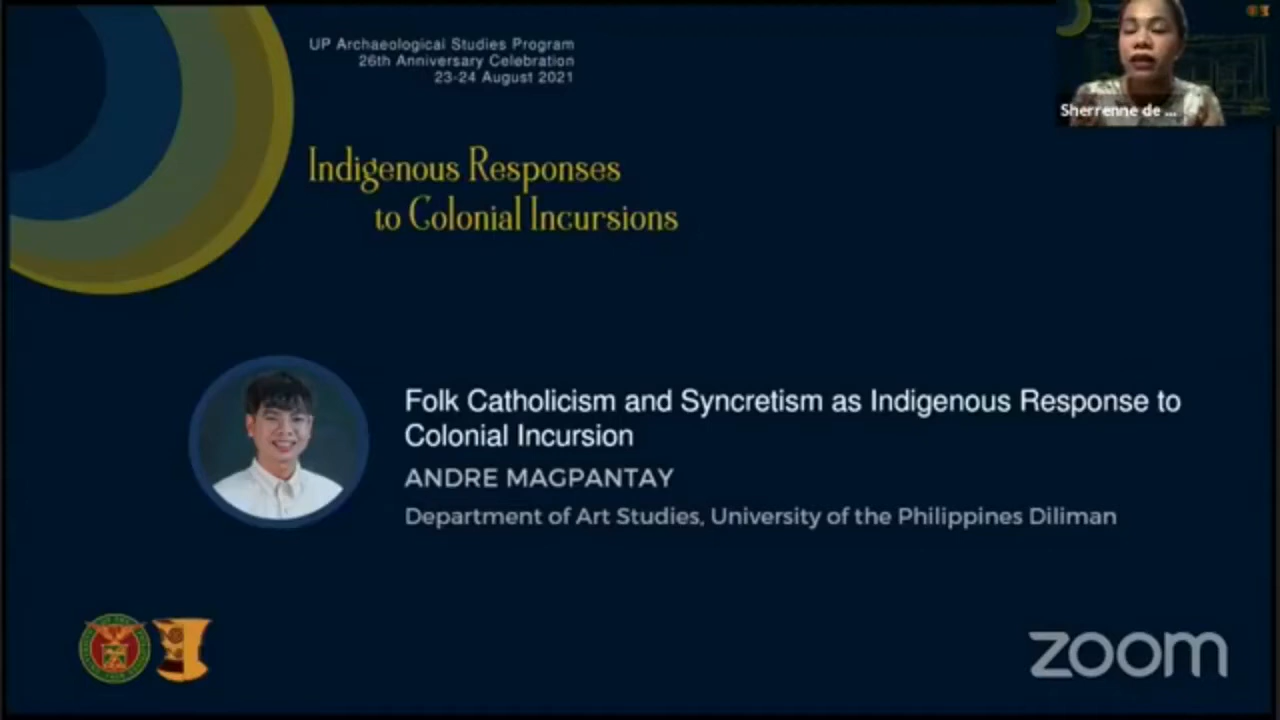 UP Archaeological Studies Program
26th Anniversary Celebration
23-24 August 2021
Sherrenne de ...
Indigenous Responses
to Colonial Incursions
Folk Catholicism and Syncretism as Indigenous Response to
Colonial Incursion
ANDRE MAGPANTAY
Department of Art Studies, University of the Philippines Diliman
zoom